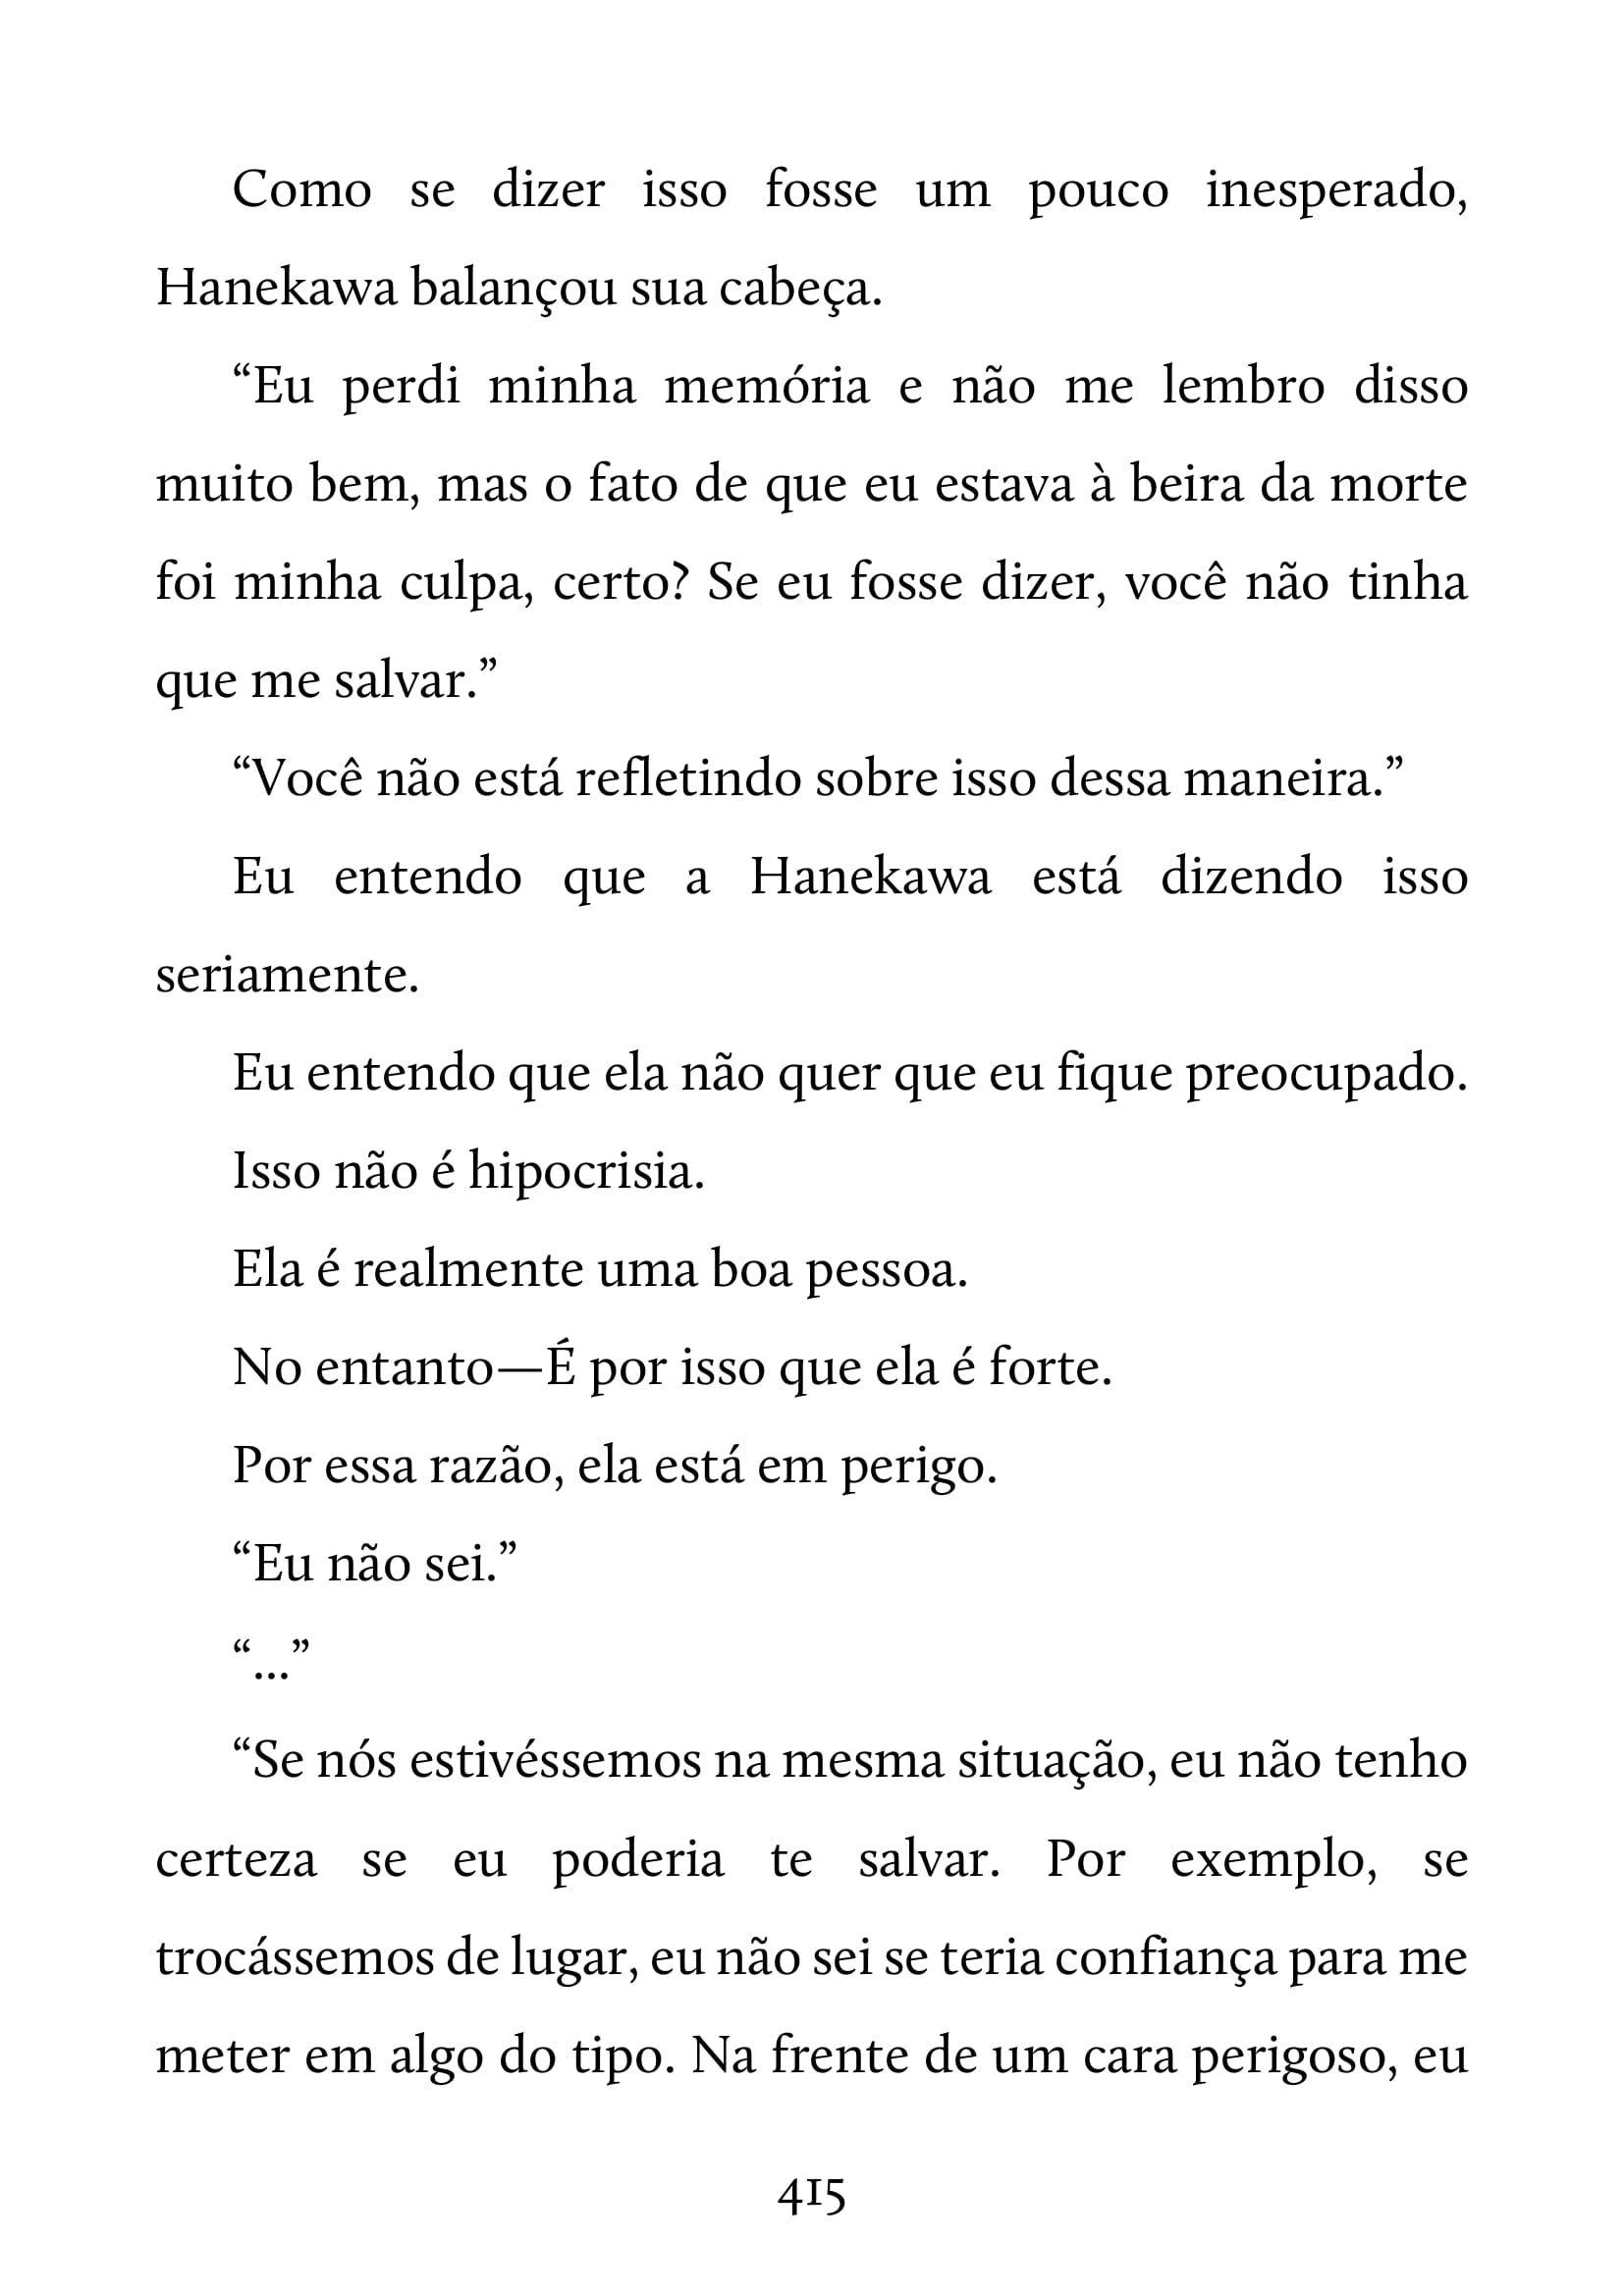 Como se dizer isso fosse um pouco inesperado,
Hanekawa balançou sua cabeça.
“Eu perdi minha memória e não me lembro disso
muito bem, mas o fato de que eu estava à beira da morte
foi minha culpa, certo? Se eu fosse dizer, você não tinha
que me salvar.”
“Você não está refletindo sobre isso dessa maneira.”
Eu entendo que a Hanekawa está dizendo isso
seriamente.
Eu entendo que ela não quer que eu fique preocupado.
Isso não é hipocrisia.
Ela é realmente uma boa pessoa.
No entanto—É por isso que ela é forte.
Por essa razão, ela está em perigo.
“Eu não sei.”
“...”
“Se nós estivéssemos na mesma situação, eu não tenho
certeza se eu poderia te salvar. Por exemplo, se
trocássemos de lugar, eu não sei se teria confiança para me
meter em algo do tipo. Na frente de um cara perigoso, eu
415